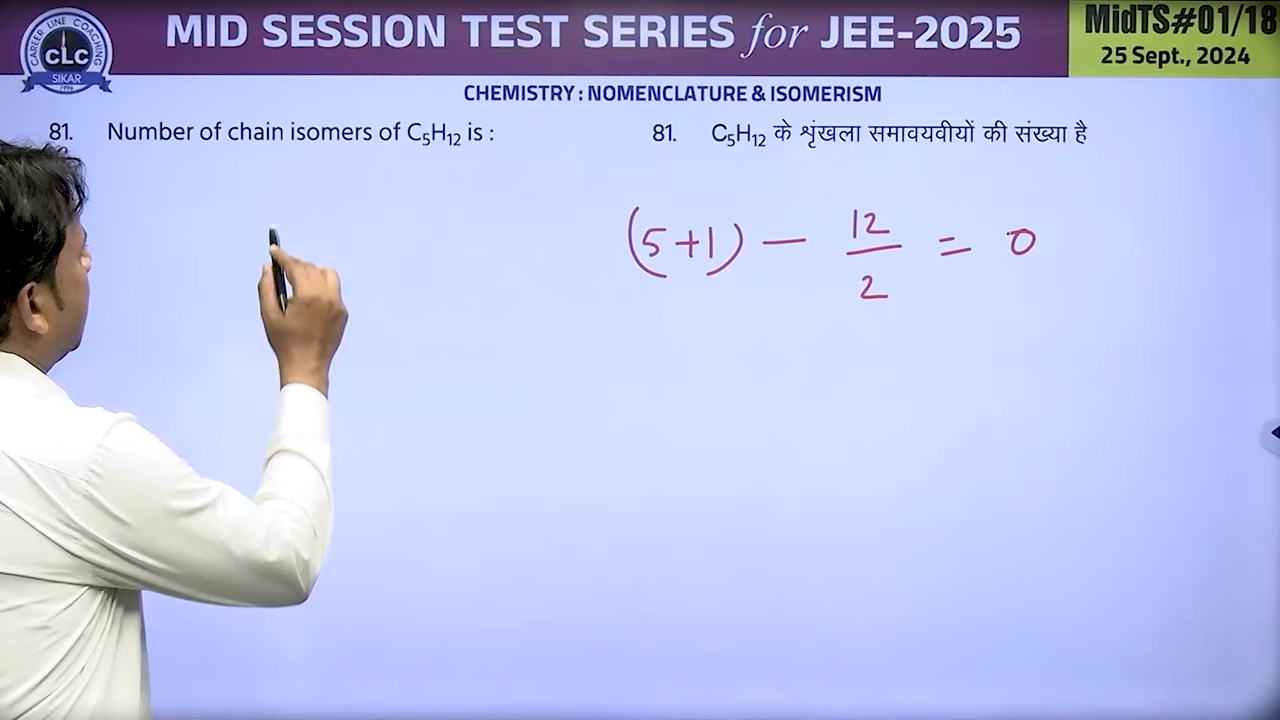 MID SESSION TEST SERIES for JEE-2025
MidTS#01/18
25 Sept., 2024
CAREER LINE COACHING
CLC
SIKAR
1996
CHEMISTRY : NOMENCLATURE & ISOMERISM
81. Number of chain isomers of C₅H₁₂ is :
81. C₅H₁₂ के शृंखला समावयवीयों की संख्या है
(5+1) — 12/2 = 0